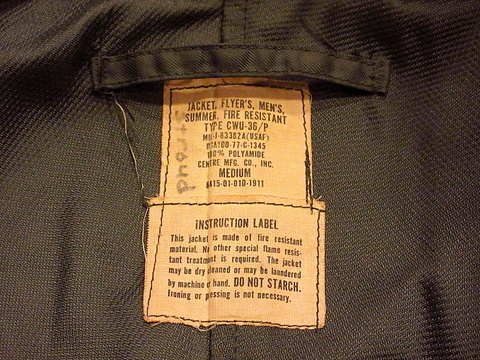 JACKET, FLYER'S, MEN'S,
SUMMER, FIRE RESISTANT
TYPE CWU-36/P
MIL-J-83382A(USAF)
DSA100-77-C-1345
100% POLYAMIDE
CENTRE MFG. CO., INC.
MEDIUM
8415-01-010-1911
Stroud
INSTRUCTION LABEL
This jacket is made of fire resistant
material. No other special flame resis-
tant treatment is required. The jacket
may be dry cleaned or may be laundered
by machine or hand. DO NOT STARCH.
Ironing or pressing is not necessary.